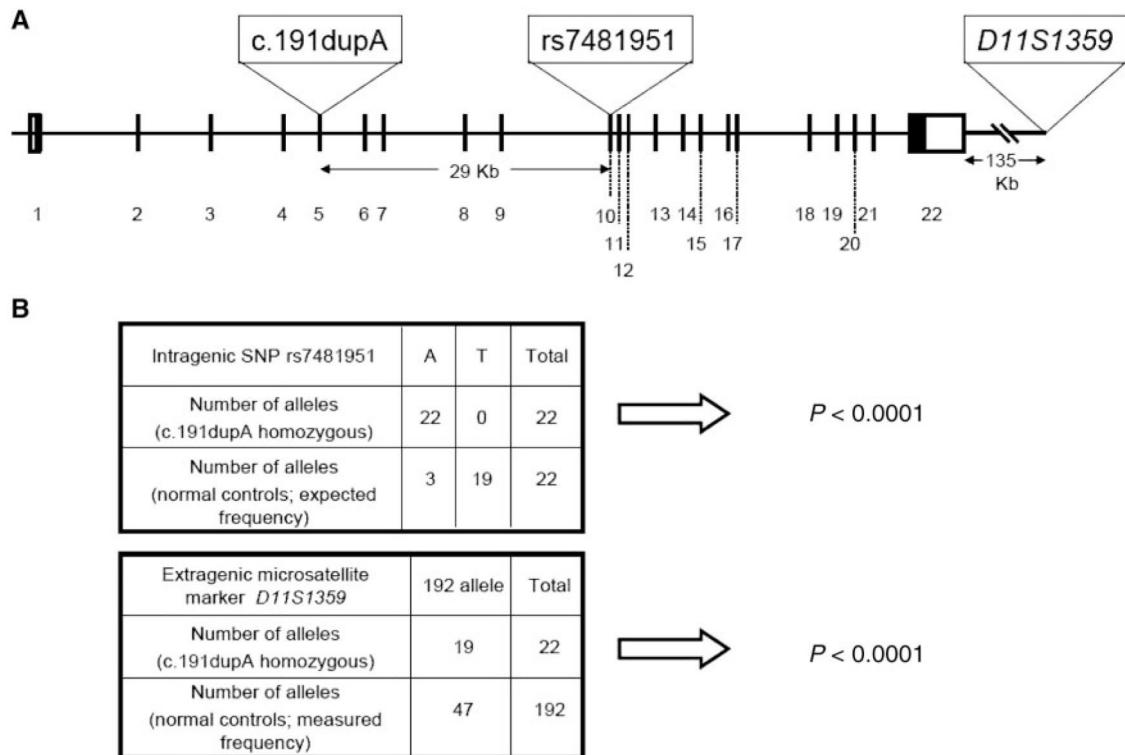 A
c.191dupA rs7481951 D11S1359
29 Kb 135
Kb
1 2 3 4 5 6 7 8 9 10 13 14 16 18 19 21 22
11 15 17 20
12
B
Intragenic SNP rs7481951 A T Total
Number of alleles
(c.191dupA homozygous) 22 0 22
P < 0.0001
Number of alleles
(normal controls; expected
frequency) 3 19 22
Extragenic microsatellite
marker D11S1359 192 allele Total
Number of alleles
(c.191dupA homozygous) 19 22
P < 0.0001
Number of alleles
(normal controls; measured
frequency) 47 192